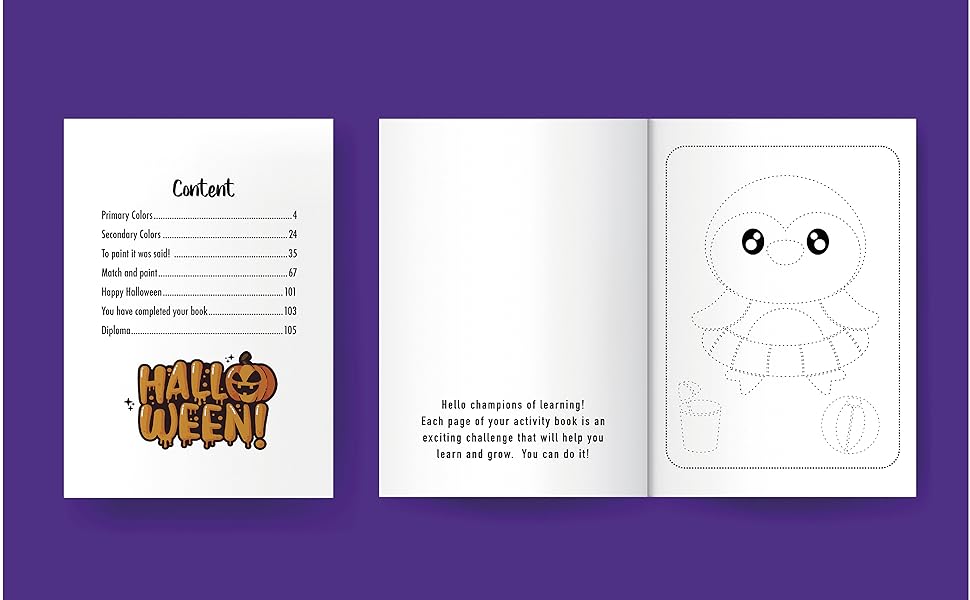 Content
Primary Colors 4
Secondary Colors 24
To paint it was said! 35
Match and paint 67
Happy Halloween 101
You have completed your book 103
Diploma 105
HALLO
WEEN!
Hello champions of learning!
Each page of your activity book is an
exciting challenge that will help you
learn and grow. You can do it!